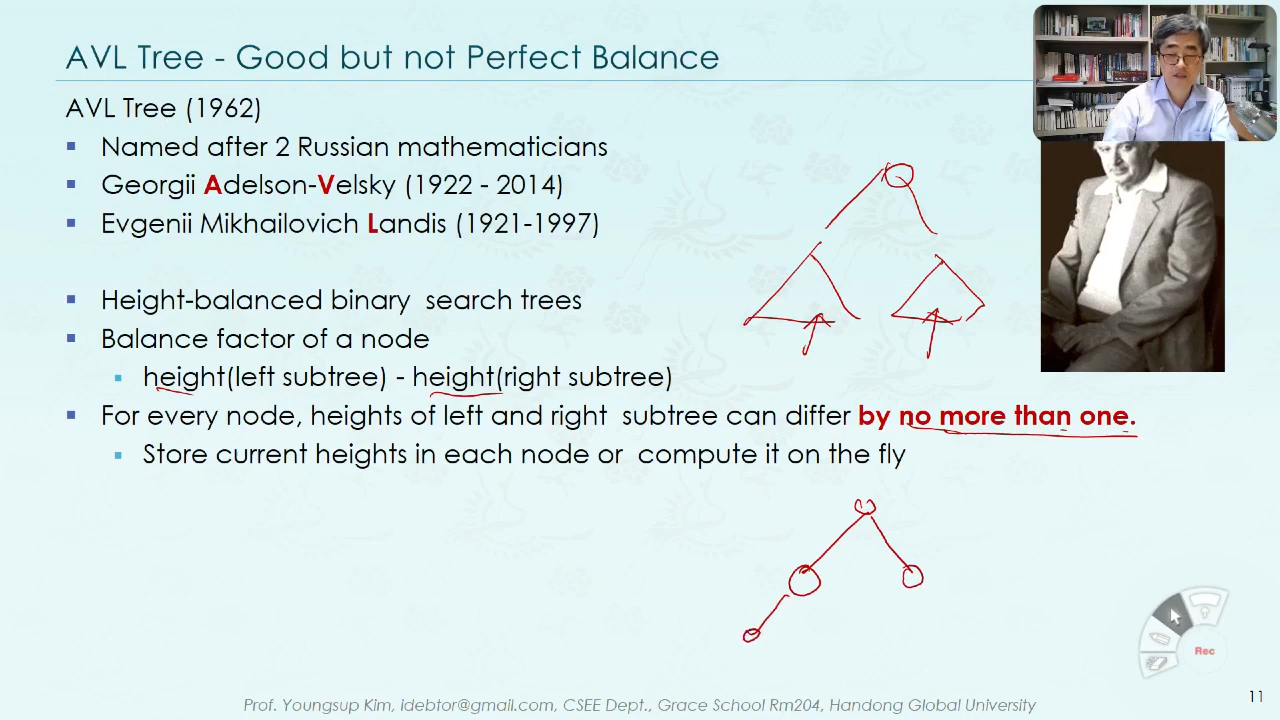 AVL Tree - Good but not Perfect Balance
AVL Tree (1962)
Named after 2 Russian mathematicians
Georgii Adelson-Velsky (1922 - 2014)
Evgenii Mikhailovich Landis (1921-1997)
Height-balanced binary search trees
Balance factor of a node
height(left subtree) - height(right subtree)
For every node, heights of left and right subtree can differ by no more than one.
Store current heights in each node or compute it on the fly
Rec
Prof. Youngsup Kim, idebtor@gmail.com, CSEE Dept., Grace School Rm204, Handong Global University
11